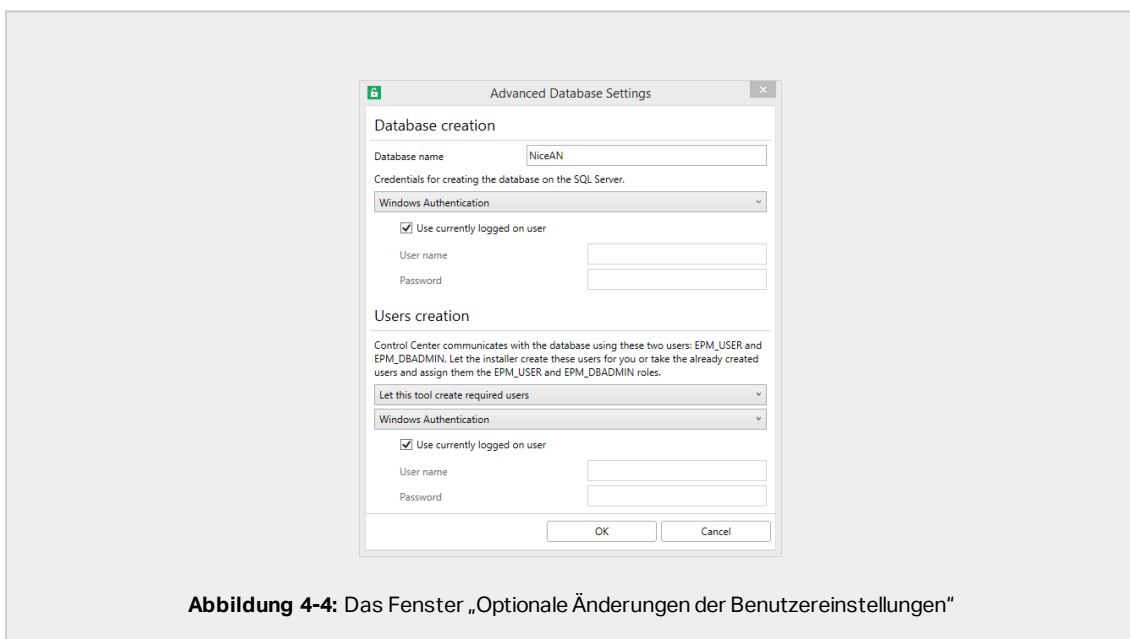 Advanced Database Settings
Database creation
Database name NiceAN
Credentials for creating the database on the SQL Server.
Windows Authentication
Use currently logged on user
User name
Password
Users creation
Control Center communicates with the database using these two users: EPM_USER and
EPM_DBADMIN. Let the installer create these users for you or take the already created
users and assign them the EPM_USER and EPM_DBADMIN roles.
Let this tool create required users
Windows Authentication
Use currently logged on user
User name
Password
OK Cancel
Abbildung 4-4: Das Fenster „Optionale Änderungen der Benutzereinstellungen“